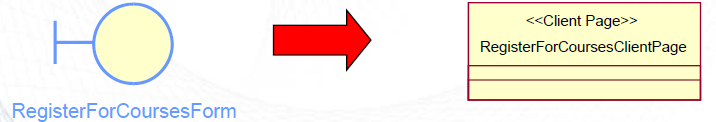 <<Client Page>>
RegisterForCoursesClientPage
RegisterForCoursesForm